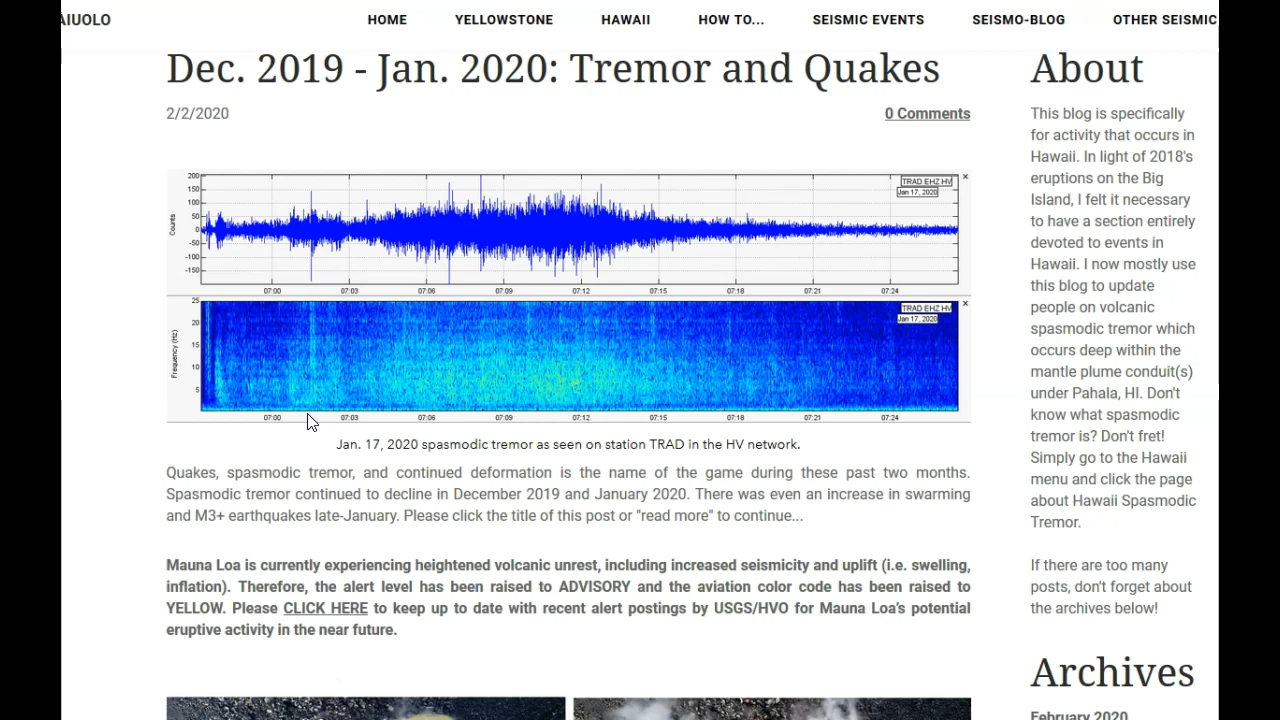 AIUOLO HOME YELLOWSTONE HAWAII HOW TO... SEISMIC EVENTS SEISMO-BLOG OTHER SEISMIC
Dec. 2019 - Jan. 2020: Tremor and Quakes
2/2/2020 0 Comments
200
150
100
50
0
-50
-100
-150
Counts
TRAD EHZ HV
Jan 17, 2020
07:00 07:03 07:06 07:09 07:12 07:15 07:18 07:21 07:24
25
20
15
10
5
Frequency (Hz)
TRAD EHZ HV
Jan 17, 2020
07:00 07:03 07:06 07:09 07:12 07:15 07:18 07:21 07:24
Jan. 17, 2020 spasmodic tremor as seen on station TRAD in the HV network.
Quakes, spasmodic tremor, and continued deformation is the name of the game during these past two months.
Spasmodic tremor continued to decline in December 2019 and January 2020. There was even an increase in swarming
and M3+ earthquakes late-January. Please click the title of this post or "read more" to continue...
Mauna Loa is currently experiencing heightened volcanic unrest, including increased seismicity and uplift (i.e. swelling,
inflation). Therefore, the alert level has been raised to ADVISORY and the aviation color code has been raised to
YELLOW. Please CLICK HERE to keep up to date with recent alert postings by USGS/HVO for Mauna Loa's potential
eruptive activity in the near future.
About
This blog is specifically
for activity that occurs in
Hawaii. In light of 2018's
eruptions on the Big
Island, I felt it necessary
to have a section entirely
devoted to events in
Hawaii. I now mostly use
this blog to update
people on volcanic
spasmodic tremor which
occurs deep within the
mantle plume conduit(s)
under Pahala, HI. Don't
know what spasmodic
tremor is? Don't fret!
Simply go to the Hawaii
menu and click the page
about Hawaii Spasmodic
Tremor.
If there are too many
posts, don't forget about
the archives below!
Archives
February 2020